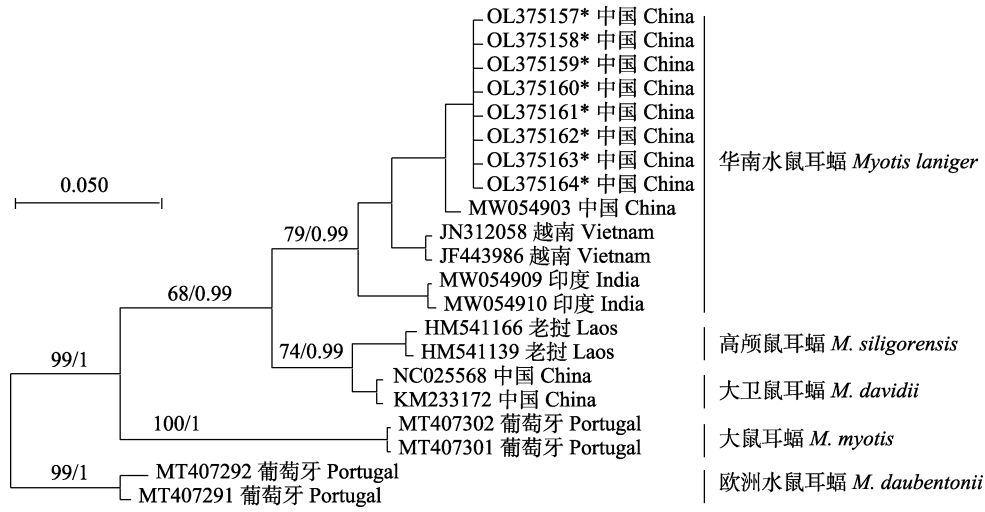 OL375157* 中国 China
OL375158* 中国 China
OL375159* 中国 China
OL375160* 中国 China
OL375161* 中国 China
OL375162* 中国 China
OL375163* 中国 China
OL375164* 中国 China
MW054903 中国 China
JN312058 越南 Vietnam
JF443986 越南 Vietnam
MW054909 印度 India
MW054910 印度 India
HM541166 老挝 Laos
HM541139 老挝 Laos
NC025568 中国 China
KM233172 中国 China
MT407302 葡萄牙 Portugal
MT407301 葡萄牙 Portugal
MT407292 葡萄牙 Portugal
MT407291 葡萄牙 Portugal
华南水鼠耳蝠 Myotis laniger
高颅鼠耳蝠 M. siligorensis
大卫鼠耳蝠 M. davidii
大鼠耳蝠 M. myotis
欧洲水鼠耳蝠 M. daubentonii
0.050
79/0.99
68/0.99
74/0.99
99/1
100/1
99/1